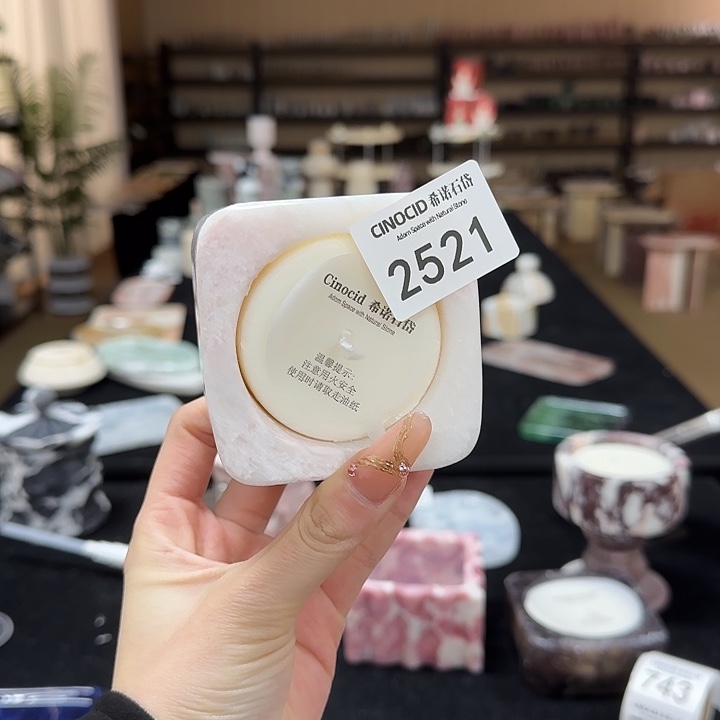 CINOCID 希诺石岱
Adorn Space with Natural Stone
2521
Cinocid 希诺石岱
Adorn Space with Natural Stone
温馨提示:
注意用火安全
使用时请取走油纸
743